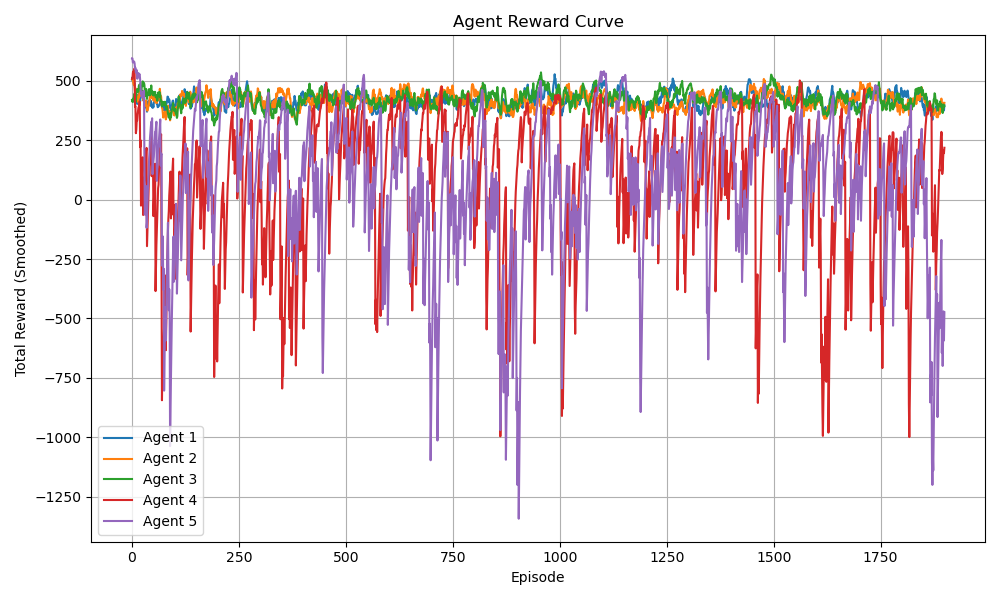 Agent Reward Curve
Total Reward (Smoothed)
500
250
0
−250
−500
−750
−1000
−1250
Agent 1
Agent 2
Agent 3
Agent 4
Agent 5
0 250 500 750 1000 1250 1500 1750
Episode